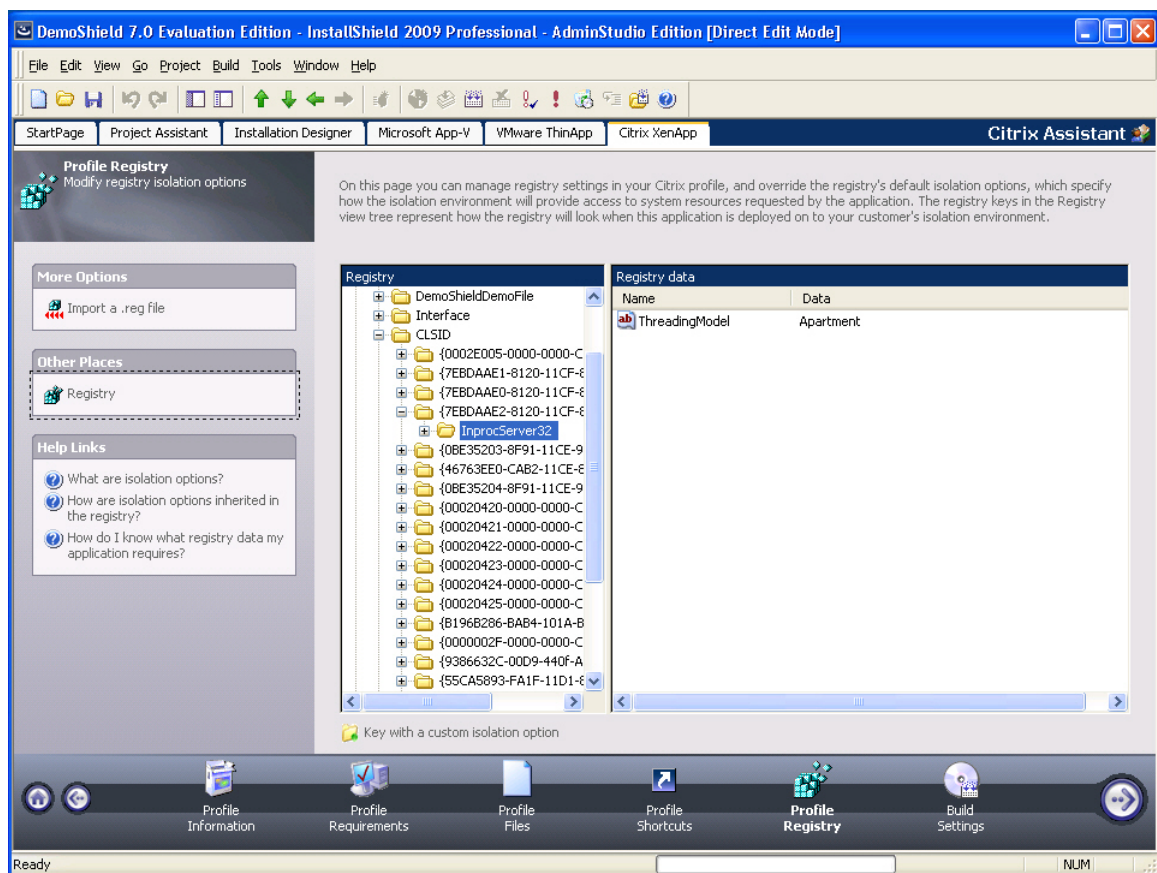 DemoShield 7.0 Evaluation Edition - InstallShield 2009 Professional - AdminStudio Edition [Direct Edit Mode]
File Edit View Go Project Build Tools Window Help
StartPage Project Assistant Installation Designer Microsoft App-V VMware ThinApp Citrix XenApp Citrix Assistant
Profile Registry
Modify registry isolation options
On this page you can manage registry settings in your Citrix profile, and override the registry's default isolation options, which specify
how the isolation environment will provide access to system resources requested by the application. The registry keys in the Registry
view tree represent how the registry will look when this application is deployed on to your customer's isolation environment.
More Options
Import a .reg file
Other Places
Registry
Help Links
What are isolation options?
How are isolation options inherited in
the registry?
How do I know what registry data my
application requires?
Registry
DemoShieldDemoFile
Interface
CLSID
{0002E005-0000-0000-C
{7EBDAAE1-8120-11CF-8
{7EBDAAE0-8120-11CF-8
{7EBDAAE2-8120-11CF-8
InprocServer32
{0BE35203-8F91-11CE-9
{46763EE0-CAB2-11CE-8
{0BE35204-8F91-11CE-9
{00020420-0000-0000-C
{00020421-0000-0000-C
{00020422-0000-0000-C
{00020423-0000-0000-C
{00020424-0000-0000-C
{00020425-0000-0000-C
{B196B286-BAB4-101A-B
{0000002F-0000-0000-C
{9386632C-00D9-440f-A
{55CA5893-FA1F-11D1-8
Registry data
Name Data
ThreadingModel Apartment
Key with a custom isolation option
Profile
Information
Profile
Requirements
Profile
Files
Profile
Shortcuts
Profile
Registry
Build
Settings
Ready NUM